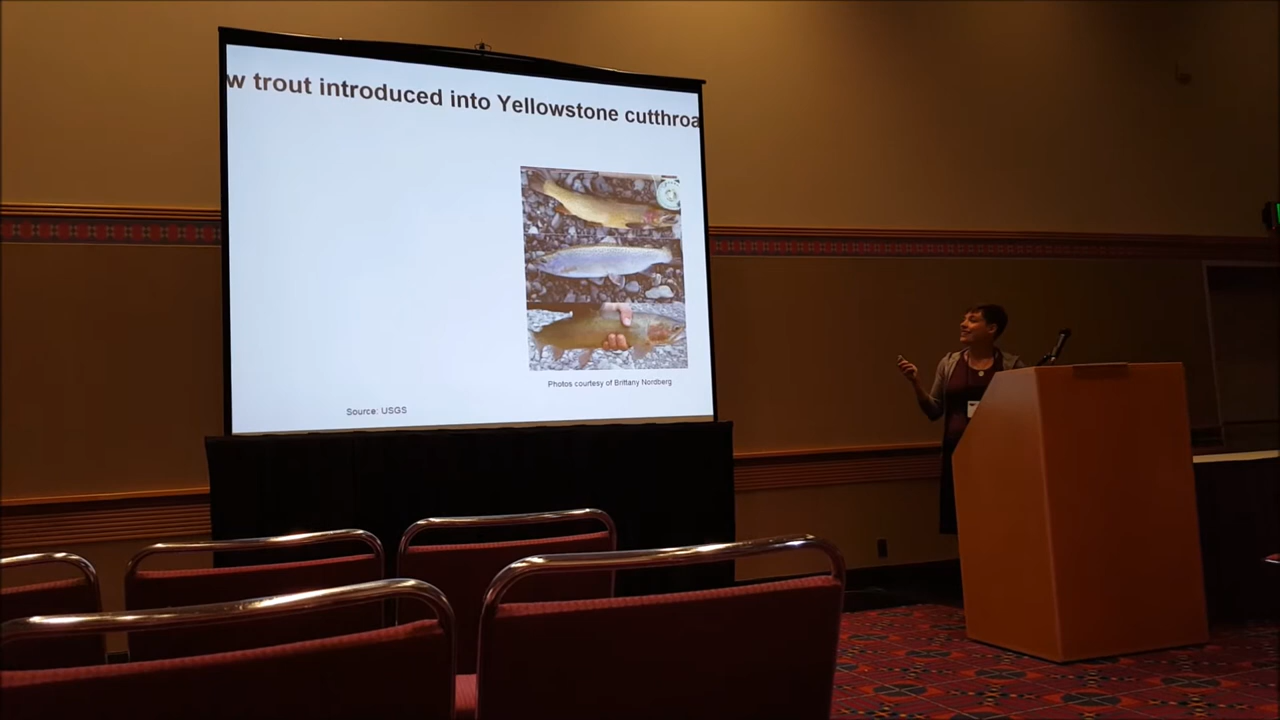 w trout introduced into Yellowstone cutthroa
Photos courtesy of Brittany Nordberg
Source: USGS